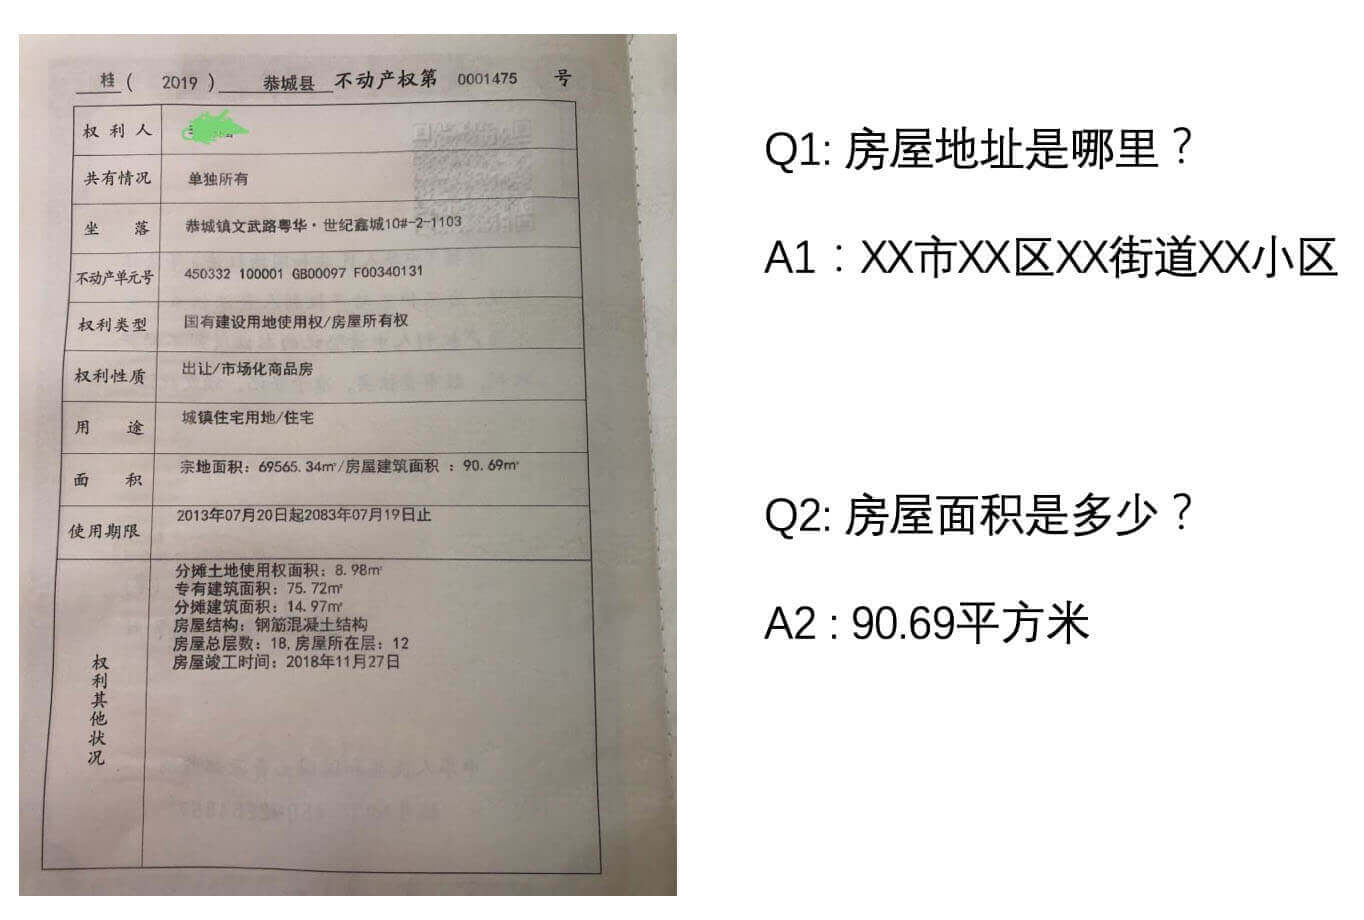 桂( 2019 ) 恭城县 不动产权第 0001475 号
权利人
共有情况 单独所有
坐落 恭城镇文武路粤华·世纪鑫城10#-2-1103
不动产单元号 450332 100001 GB00097 F00340131
权利类型 国有建设用地使用权/房屋所有权
权利性质 出让/市场化商品房
用途 城镇住宅用地/住宅
面积 宗地面积：69565.34㎡/房屋建筑面积 ：90.69㎡
使用期限 2013年07月20日起2083年07月19日止
权利其他状况
分摊土地使用权面积：8.98㎡
专有建筑面积：75.72㎡
分摊建筑面积：14.97㎡
房屋结构：钢筋混凝土结构
房屋总层数：18,房屋所在层：12
房屋竣工时间：2018年11月27日
Q1: 房屋地址是哪里？
A1：XX市XX区XX街道XX小区
Q2: 房屋面积是多少？
A2 : 90.69平方米